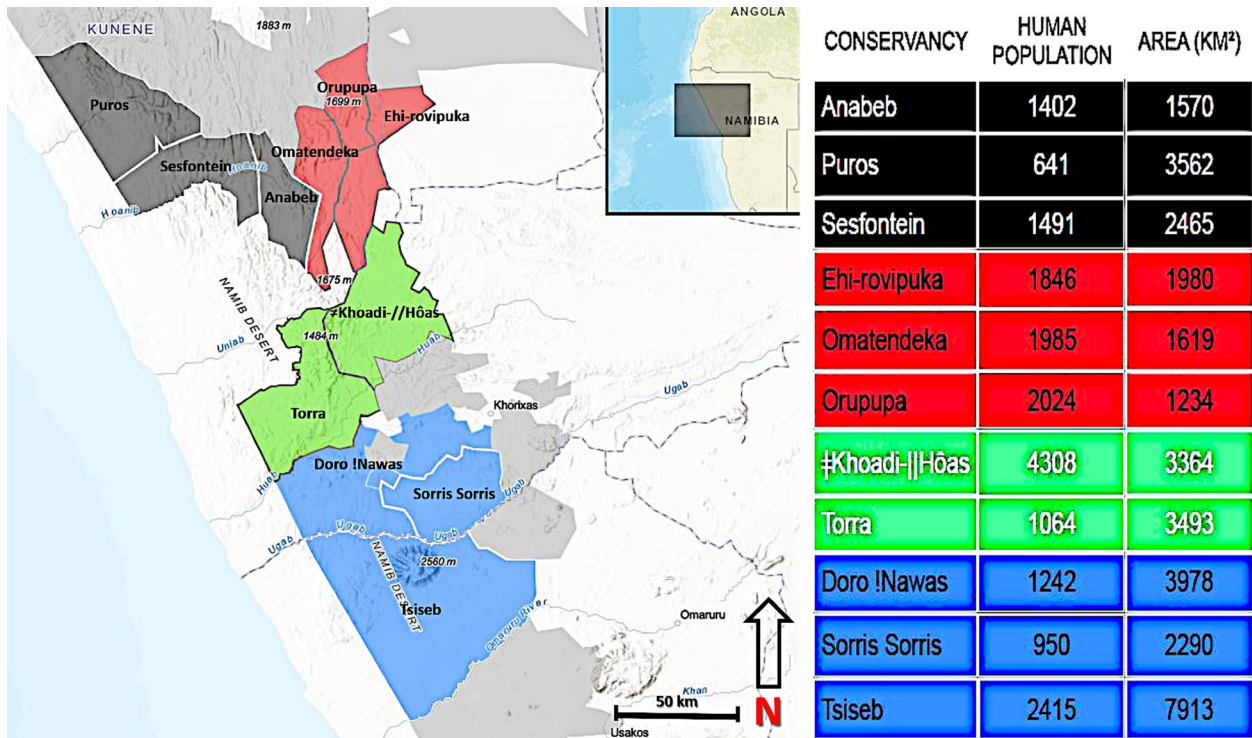 KUNENE
1883 m
ANGOLA
NAMIBIA
Puros
Orupupa
1699 m
Ehi-rovipuka
Omatendeka
Sesfontein
Hoanib
Anabeb
Hoanib
1675 m
NAMIB DESERT
≠Khoadi-//Hôas
1484 m
Uniab
Huab
Torra
Khorixas
Ugab
Doro !Nawas
Huab
Sorris Sorris
Ugab
Ugab
Ugab
Ugab
2560 m
NAMIB DESERT
Tsiseb
Omaruru River
Omaruru
Khan
50 km
N
Usakos
CONSERVANCY HUMAN POPULATION AREA (KM²)
Anabeb 1402 1570
Puros 641 3562
Sesfontein 1491 2465
Ehi-rovipuka 1846 1980
Omatendeka 1985 1619
Orupupa 2024 1234
ǂKhoadi-||Hôas 4308 3364
Torra 1064 3493
Doro !Nawas 1242 3978
Sorris Sorris 950 2290
Tsiseb 2415 7913